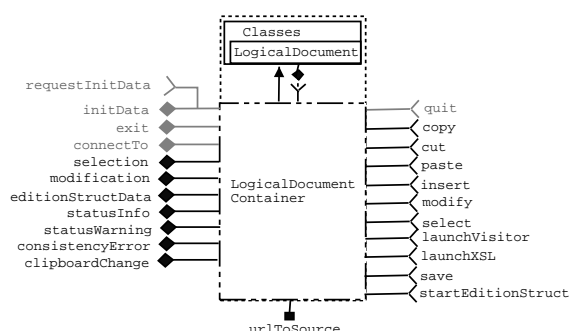 Classes
LogicalDocument
requestInitData
initData
exit
connectTo
selection
modification
editionStructData
statusInfo
statusWarning
consistencyError
clipboardChange
LogicalDocument
Container
quit
copy
cut
paste
insert
modify
select
launchVisitor
launchXSL
save
startEditionStruct
urlToSource